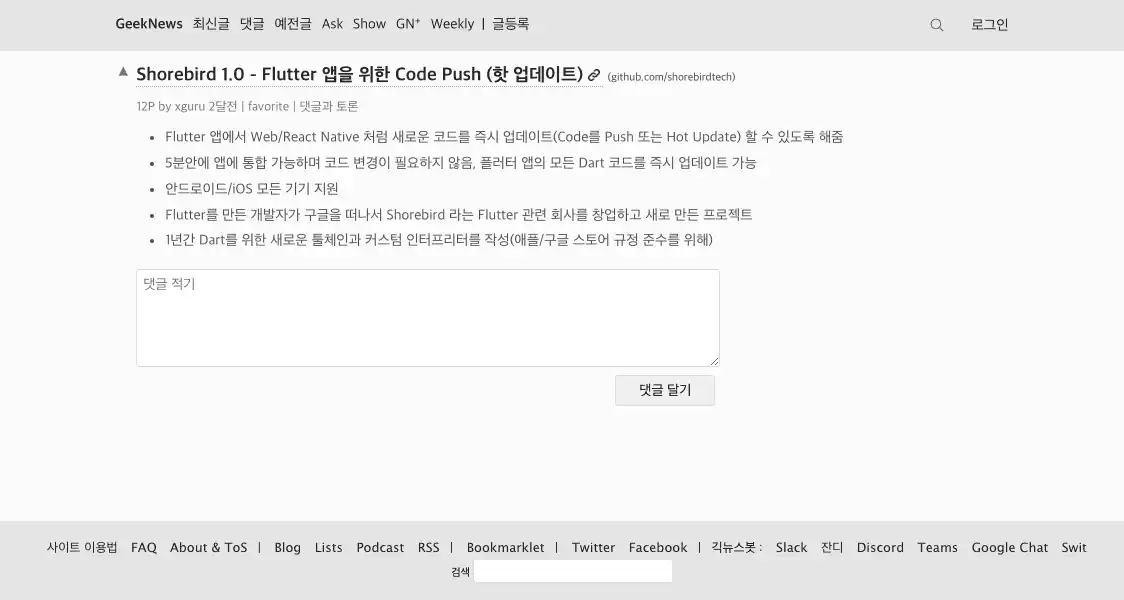 GeekNews 최신글 댓글 예전글 Ask Show GN⁺ Weekly | 글등록 로그인
▲ Shorebird 1.0 - Flutter 앱을 위한 Code Push (핫 업데이트) (github.com/shorebirdtech)
12P by xguru 2달전 | favorite | 댓글과 토론
• Flutter 앱에서 Web/React Native 처럼 새로운 코드를 즉시 업데이트(Code를 Push 또는 Hot Update) 할 수 있도록 해줌
• 5분안에 앱에 통합 가능하며 코드 변경이 필요하지 않음, 플러터 앱의 모든 Dart 코드를 즉시 업데이트 가능
• 안드로이드/iOS 모든 기기 지원
• Flutter를 만든 개발자가 구글을 떠나서 Shorebird 라는 Flutter 관련 회사를 창업하고 새로 만든 프로젝트
• 1년간 Dart를 위한 새로운 툴체인과 커스텀 인터프리터를 작성(애플/구글 스토어 규정 준수를 위해)
댓글 적기
댓글 달기
사이트 이용법 FAQ About & ToS | Blog Lists Podcast RSS | Bookmarklet | Twitter Facebook | 긱뉴스봇 : Slack 잔디 Discord Teams Google Chat Swit
검색